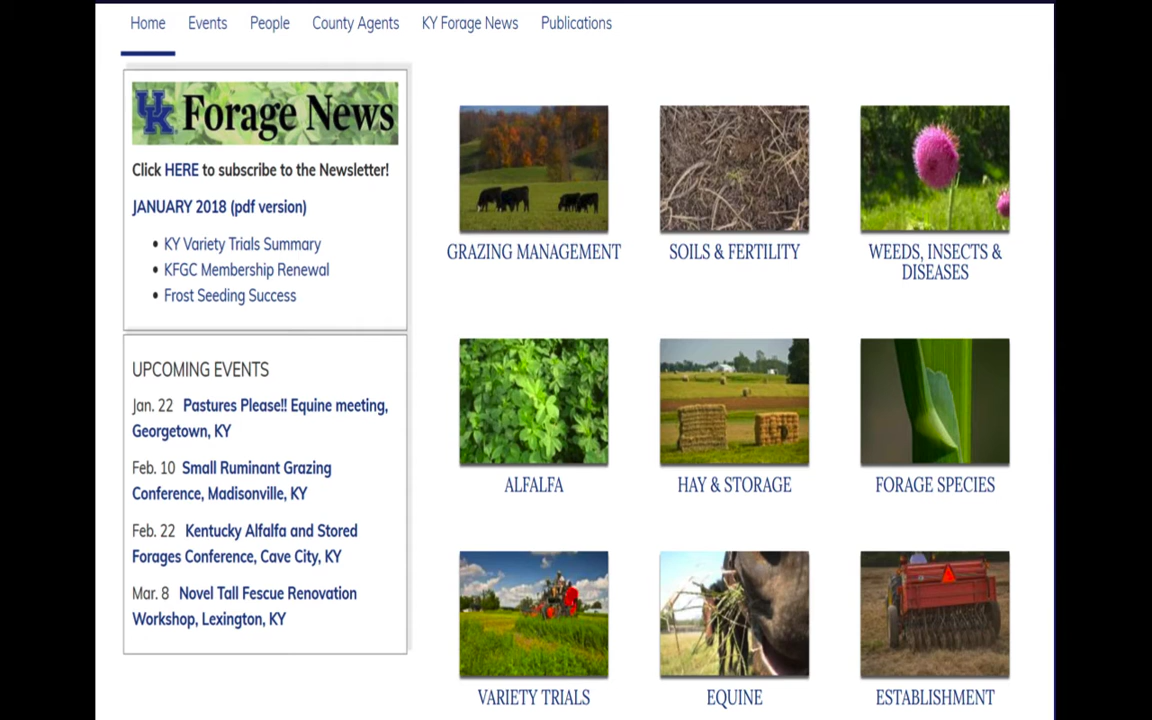 Home Events People County Agents KY Forage News Publications
UK Forage News
Click HERE to subscribe to the Newsletter!
JANUARY 2018 (pdf version)
• KY Variety Trials Summary
• KFGC Membership Renewal
• Frost Seeding Success
UPCOMING EVENTS
Jan. 22 Pastures Please!! Equine meeting,
Georgetown, KY
Feb. 10 Small Ruminant Grazing
Conference, Madisonville, KY
Feb. 22 Kentucky Alfalfa and Stored
Forages Conference, Cave City, KY
Mar. 8 Novel Tall Fescue Renovation
Workshop, Lexington, KY
GRAZING MANAGEMENT
SOILS & FERTILITY
WEEDS, INSECTS &
DISEASES
ALFALFA
HAY & STORAGE
FORAGE SPECIES
VARIETY TRIALS
EQUINE
ESTABLISHMENT